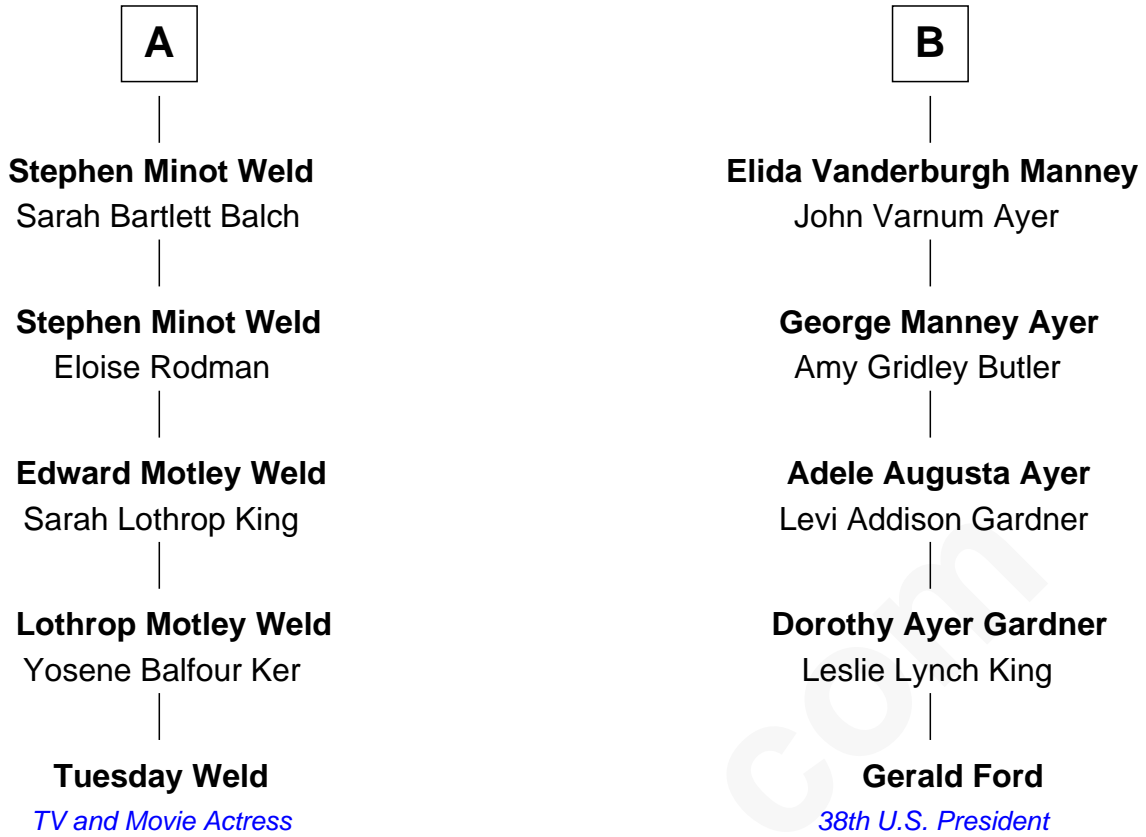 A
Stephen Minot Weld
Sarah Bartlett Balch
Stephen Minot Weld
Eloise Rodman
Edward Motley Weld
Sarah Lothrop King
Lothrop Motley Weld
Yosene Balfour Ker
Tuesday Weld
TV and Movie Actress
B
Elida Vanderburgh Manney
John Varnum Ayer
George Manney Ayer
Amy Gridley Butler
Adele Augusta Ayer
Levi Addison Gardner
Dorothy Ayer Gardner
Leslie Lynch King
Gerald Ford
38th U.S. President
com